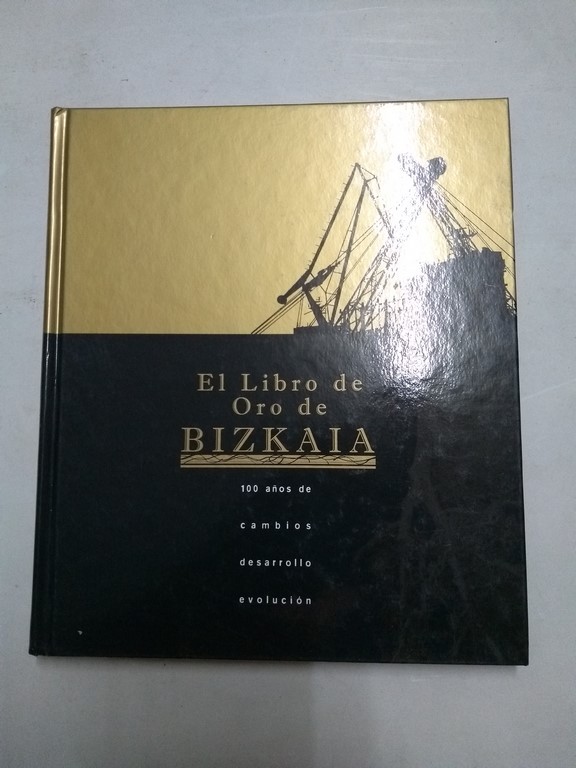 El Libro de
Oro de
BIZKAIA
100 años de
cambios
desarrollo
evolución